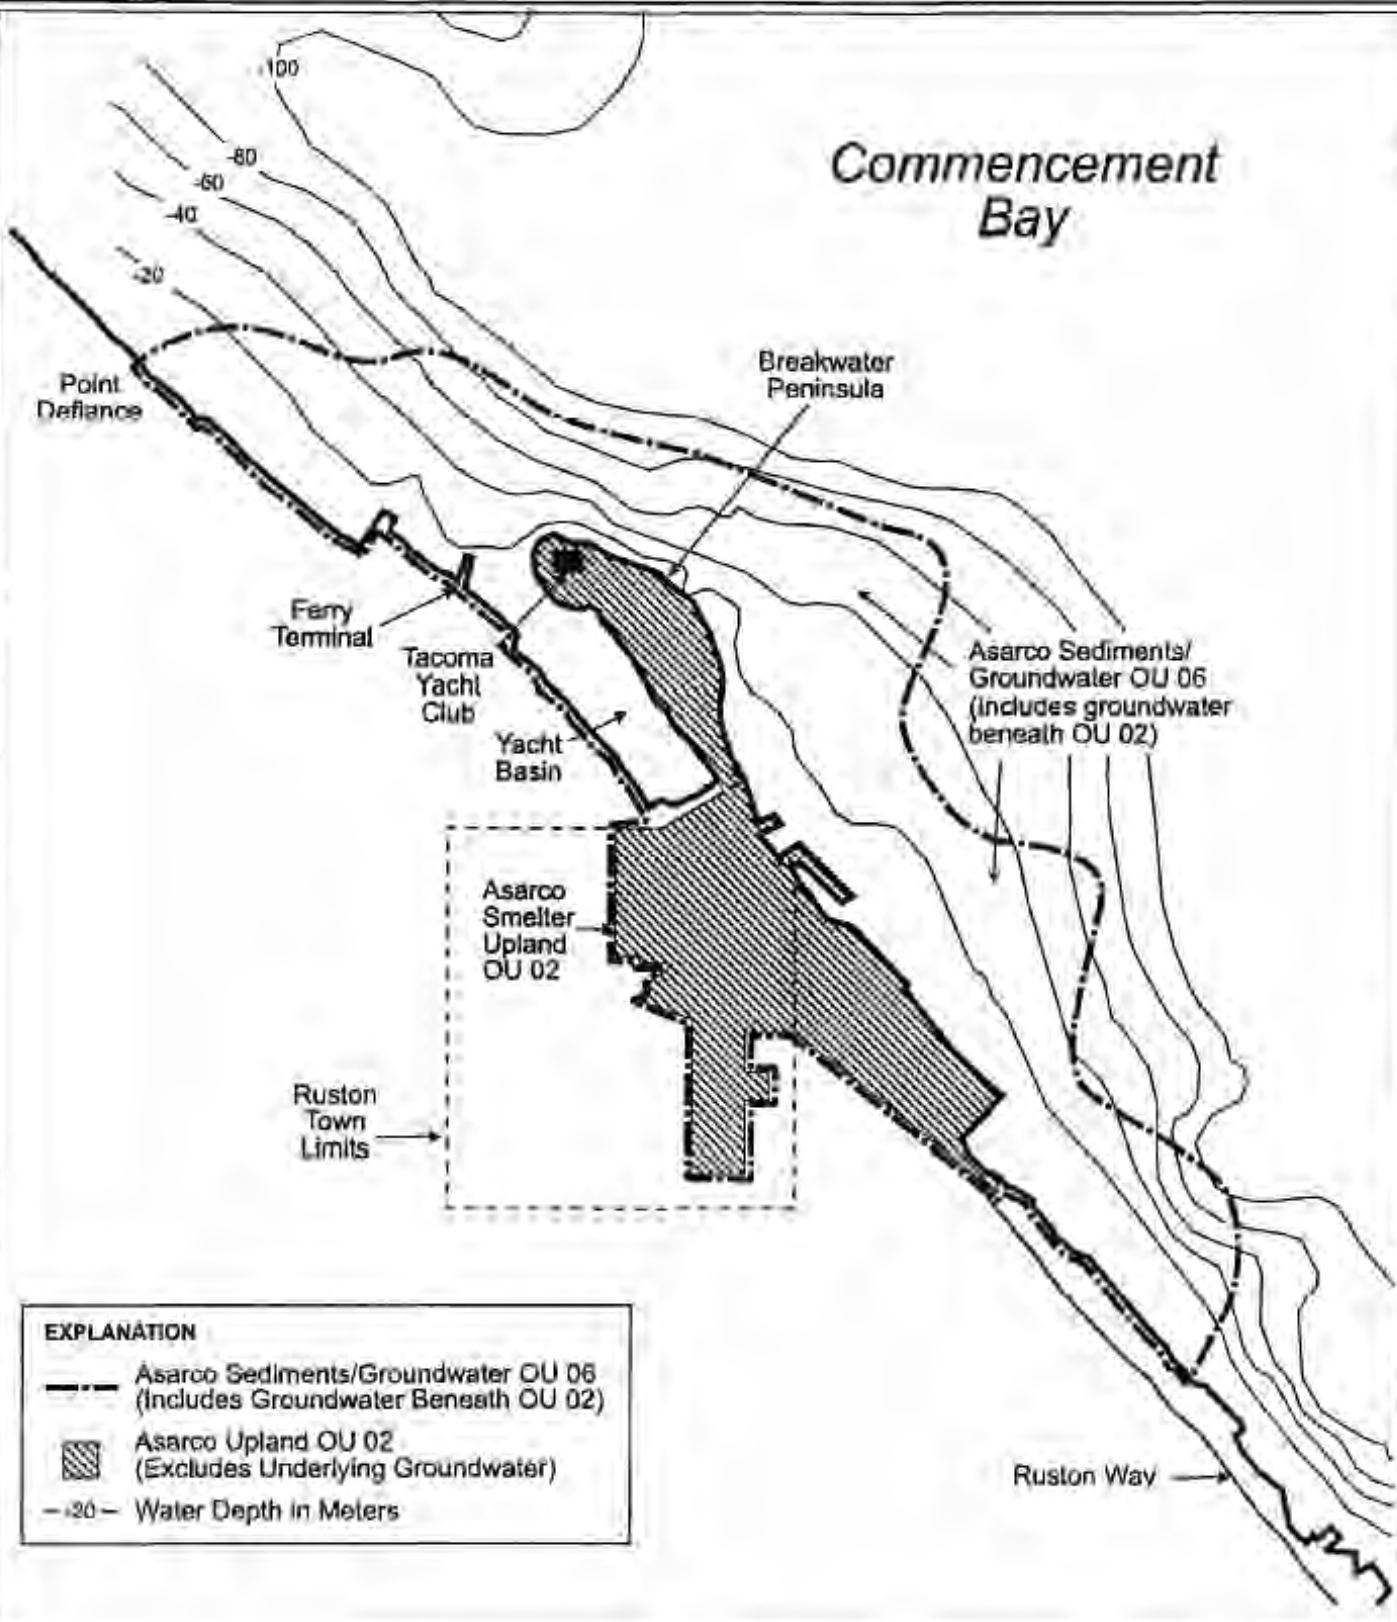 -100
Commencement
Bay
-80
-60
-40
-20
Breakwater
Peninsula
Point
Defiance
Ferry
Terminal
Tacoma
Yacht
Club
Asarco Sediments/
Groundwater OU 06
(includes groundwater
beneath OU 02)
Yacht
Basin
Asarco
Smelter
Upland
OU 02
Ruston
Town
Limits
EXPLANATION
Asarco Sediments/Groundwater OU 06
(Includes Groundwater Beneath OU 02)
Asarco Upland OU 02
(Excludes Underlying Groundwater)
-20 Water Depth in Meters
Ruston Way